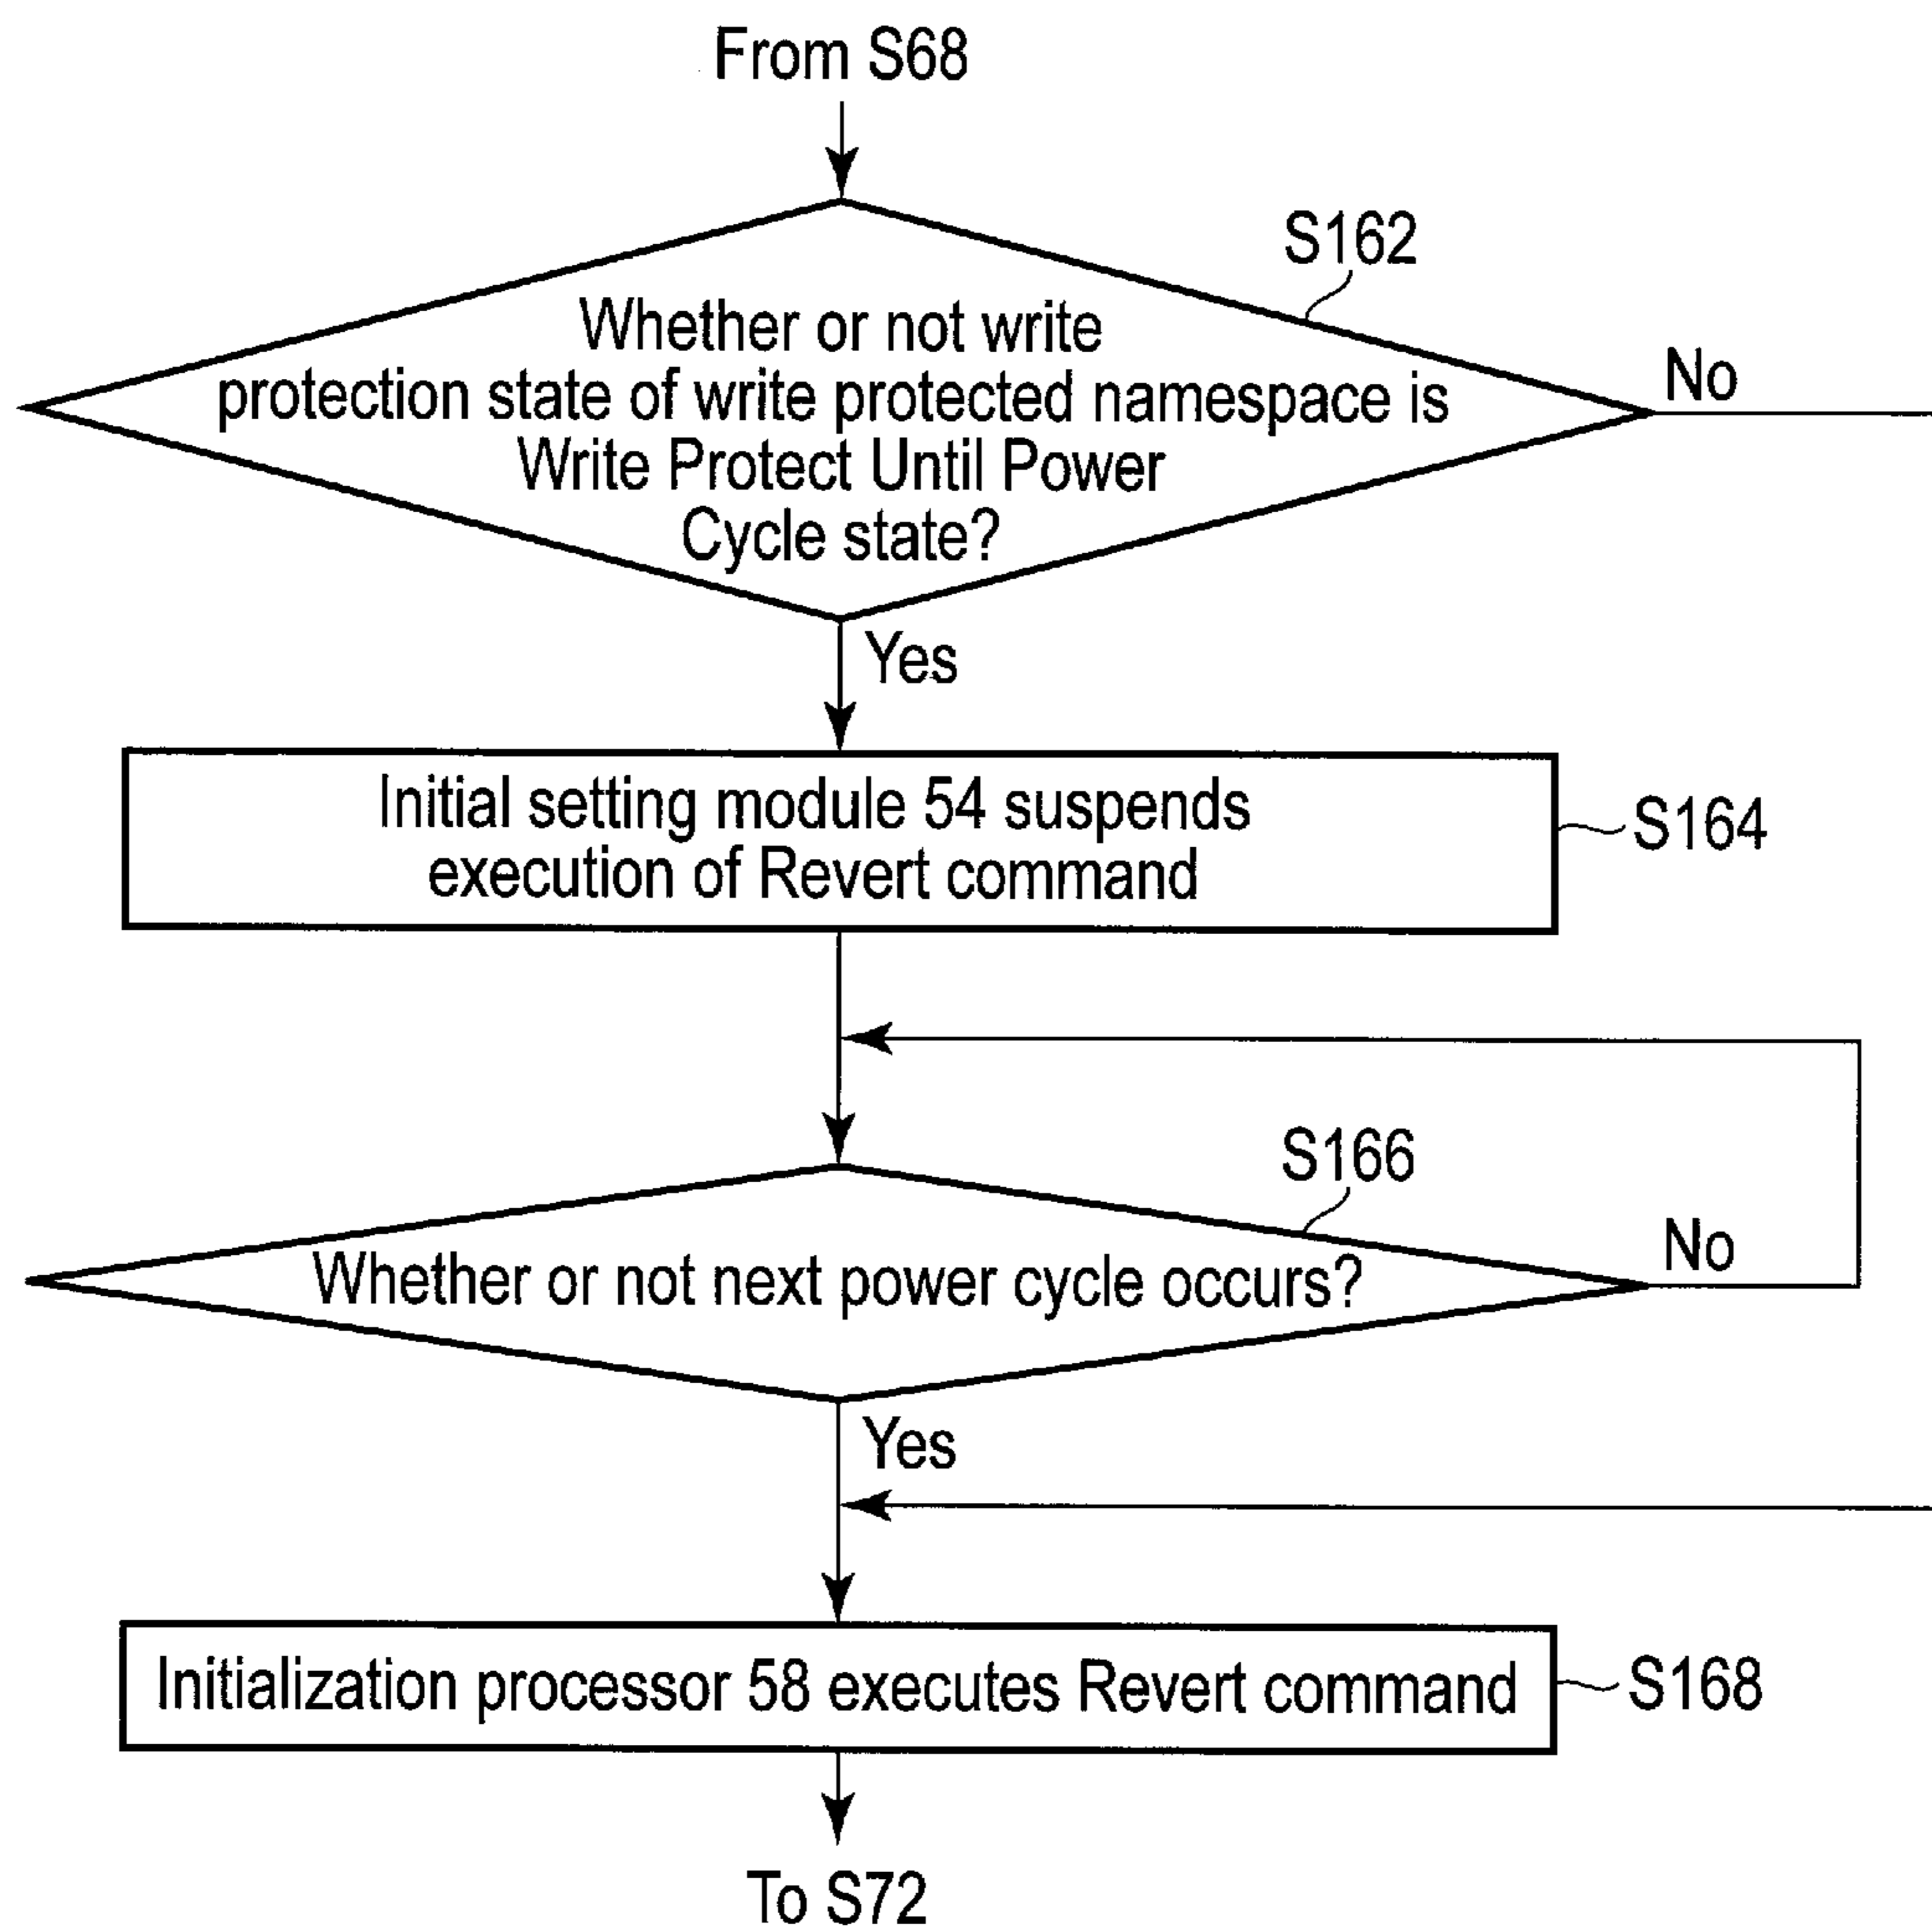 From S68
S162
Whether or not write
protection state of write protected namespace is
Write Protect Until Power
Cycle state?
No
Yes
Initial setting module 54 suspends
execution of Revert command
S164
S166
Whether or not next power cycle occurs?
No
Yes
Initialization processor 58 executes Revert command
S168
To S72